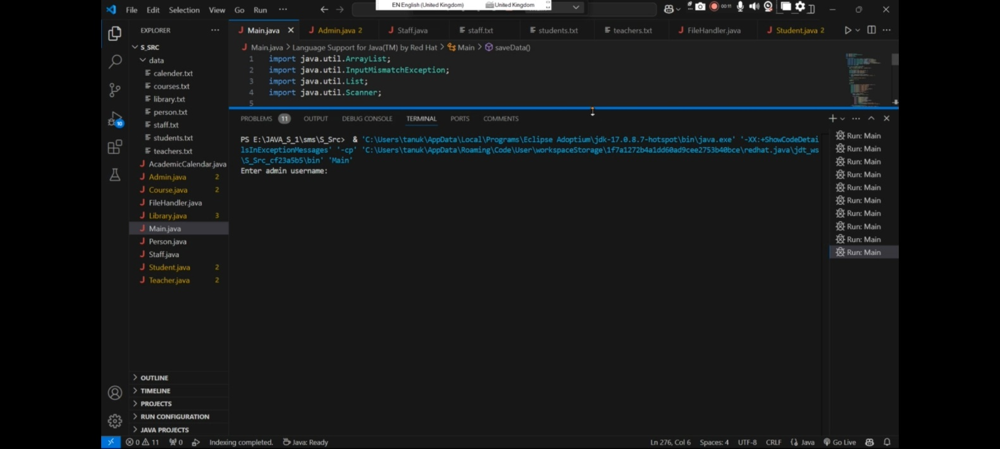 File Edit Selection View Go Run ···
EN English (United Kingdom) United Kingdom
00:11
EXPLORER ···
Main.java
Admin.java 2
Staff.java
staff.txt
students.txt
teachers.txt
FileHandler.java
Student.java 2
S_SRC
data
calender.txt
courses.txt
library.txt
person.txt
staff.txt
students.txt
teachers.txt
AcademicCalendar.java
Admin.java 2
Course.java 2
FileHandler.java
Library.java 3
Main.java
Person.java
Staff.java
Student.java 2
Teacher.java 2
OUTLINE
TIMELINE
PROJECTS
RUN CONFIGURATION
JAVA PROJECTS
10
Main.java > Language Support for Java(TM) by Red Hat > Main > saveData()
1 import java.util.ArrayList;
2 import java.util.InputMismatchException;
3 import java.util.List;
4 import java.util.Scanner;
5
PROBLEMS 11 OUTPUT DEBUG CONSOLE TERMINAL PORTS COMMENTS
PS E:\JAVA_S_1\sms\S_Src> & 'C:\Users\tanuk\AppData\Local\Programs\Eclipse Adoptium\jdk-17.0.8.7-hotspot\bin\java.exe' '-XX:+ShowCodeDetai
lsInExceptionMessages' '-cp' 'C:\Users\tanuk\AppData\Roaming\Code\User\workspaceStorage\1f7a1272b4a1dd60ad9cee2753b40bce\redhat.java\jdt_ws
\S_Src_cf23a5b5\bin' 'Main'
Enter admin username:
Run: Main
Run: Main
Run: Main
Run: Main
Run: Main
Run: Main
Run: Main
Run: Main
Run: Main
Run: Main
0 11 0 Indexing completed. Java: Ready
Ln 276, Col 6 Spaces: 4 UTF-8 CRLF {} Java Go Live